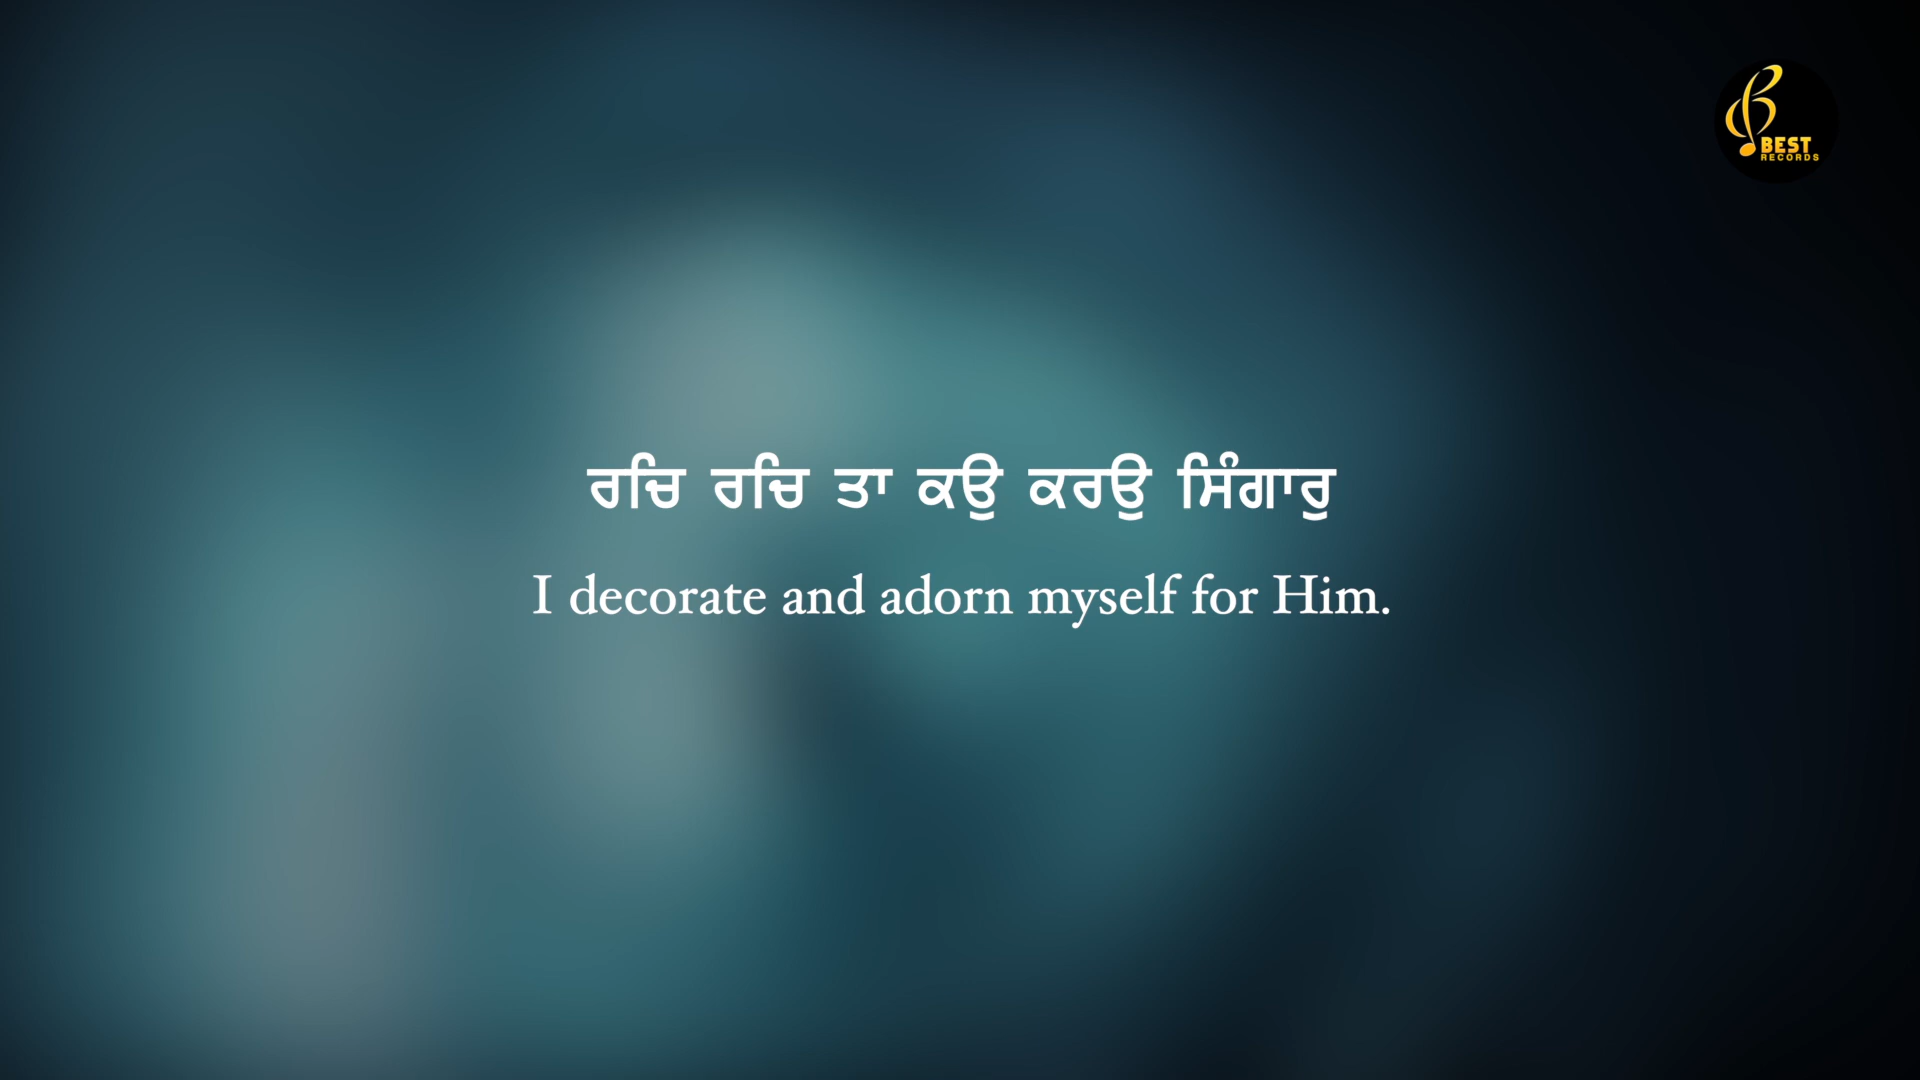 BEST
RECORDS
ਰਚਿ ਰਚਿ ਤਾ ਕਉ ਕਰਉ ਸਿੰਗਾਰੁ
I decorate and adorn myself for Him.